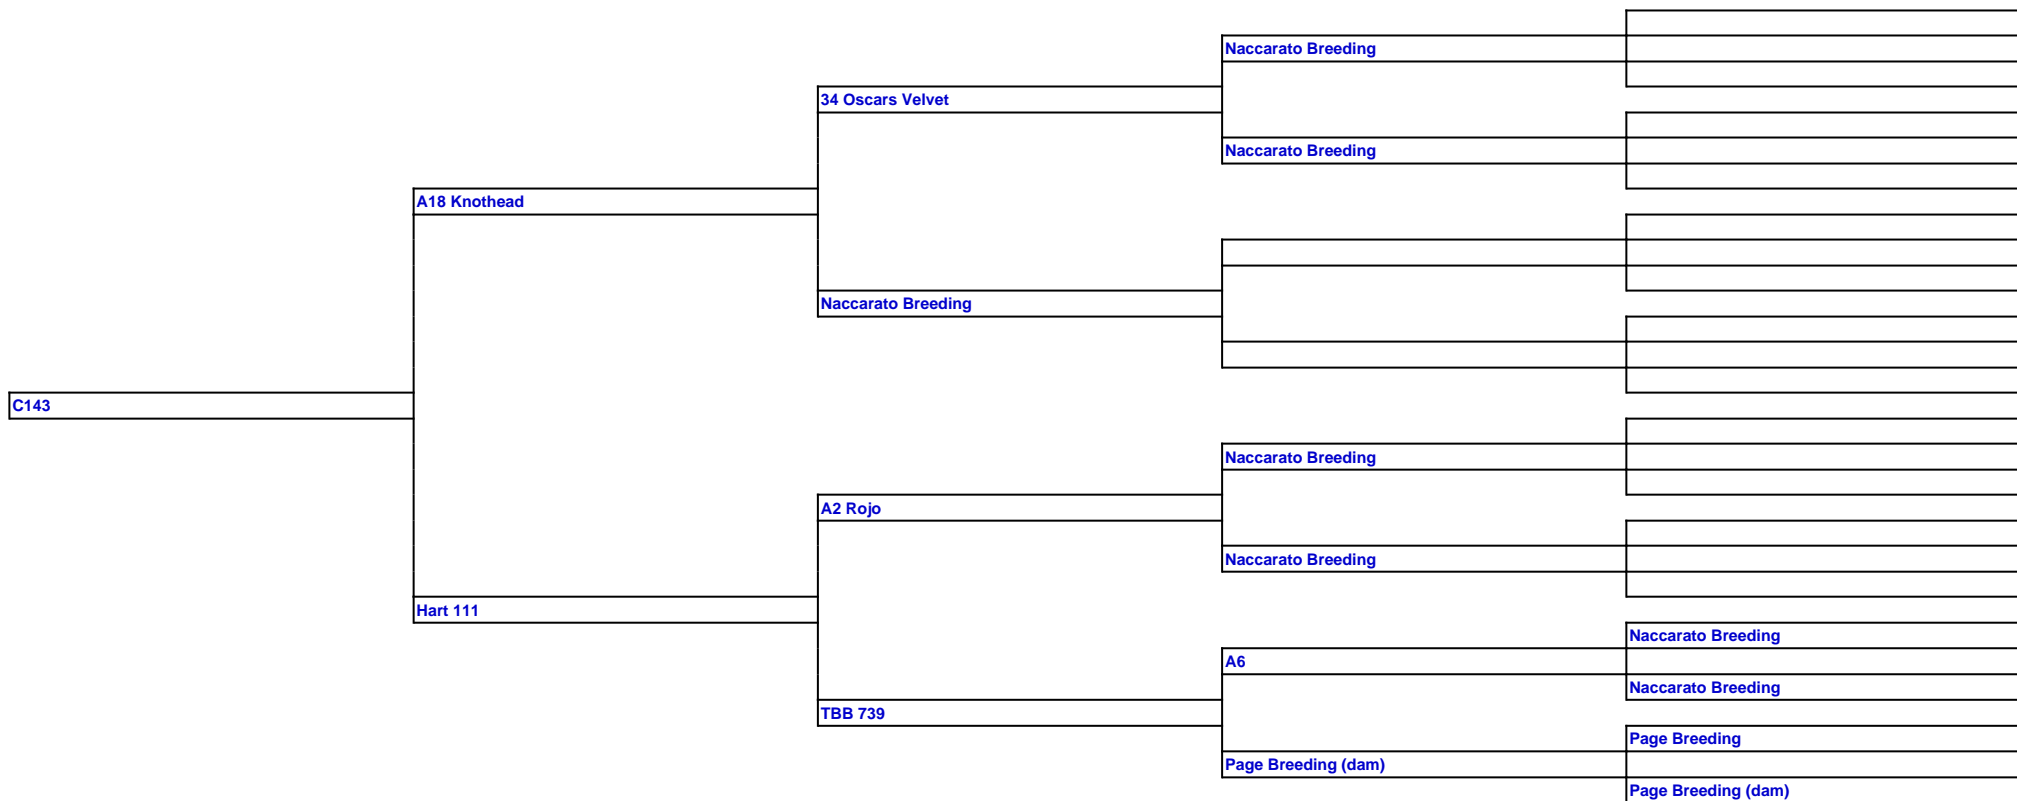 Naccarato Breeding
34 Oscars Velvet
Naccarato Breeding
A18 Knothead
Naccarato Breeding
C143
Naccarato Breeding
A2 Rojo
Naccarato Breeding
Hart 111
Naccarato Breeding
A6
Naccarato Breeding
TBB 739
Page Breeding
Page Breeding (dam)
Page Breeding (dam)